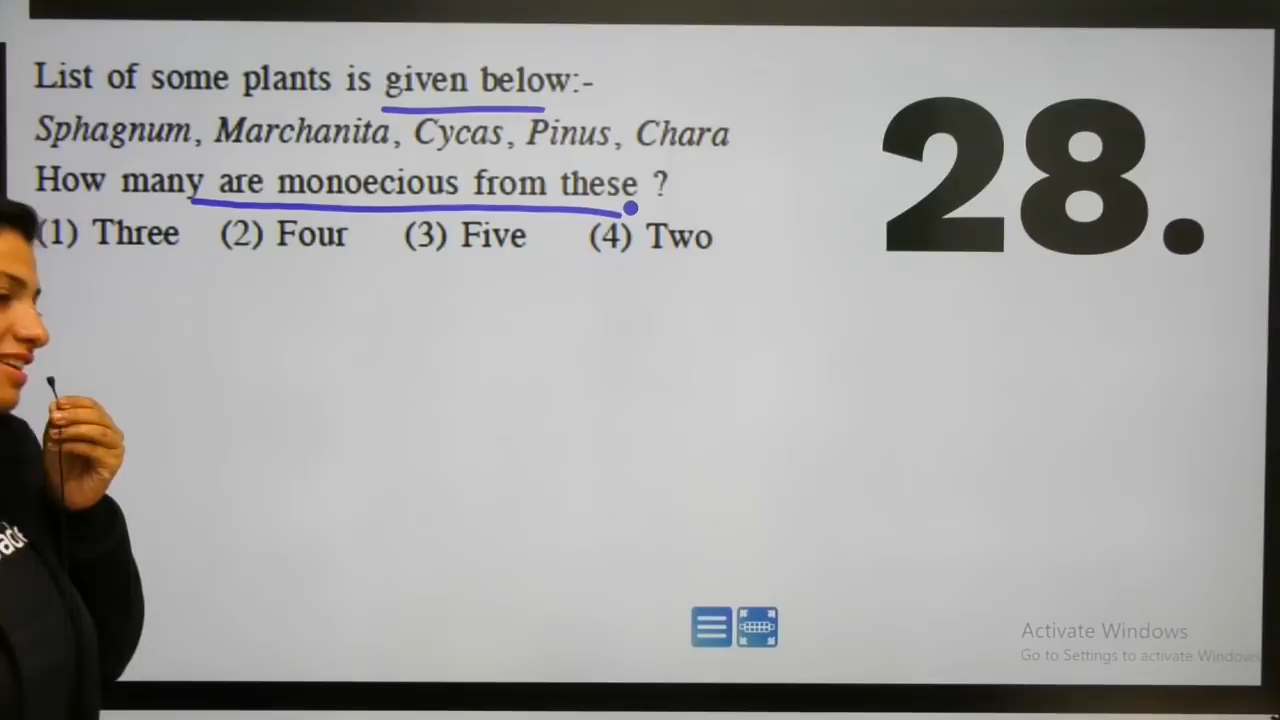 List of some plants is given below:-
Sphagnum, Marchanita, Cycas, Pinus, Chara
How many are monoecious from these ?
(1) Three (2) Four (3) Five (4) Two
28.
Activate Windows
Go to Settings to activate Windows